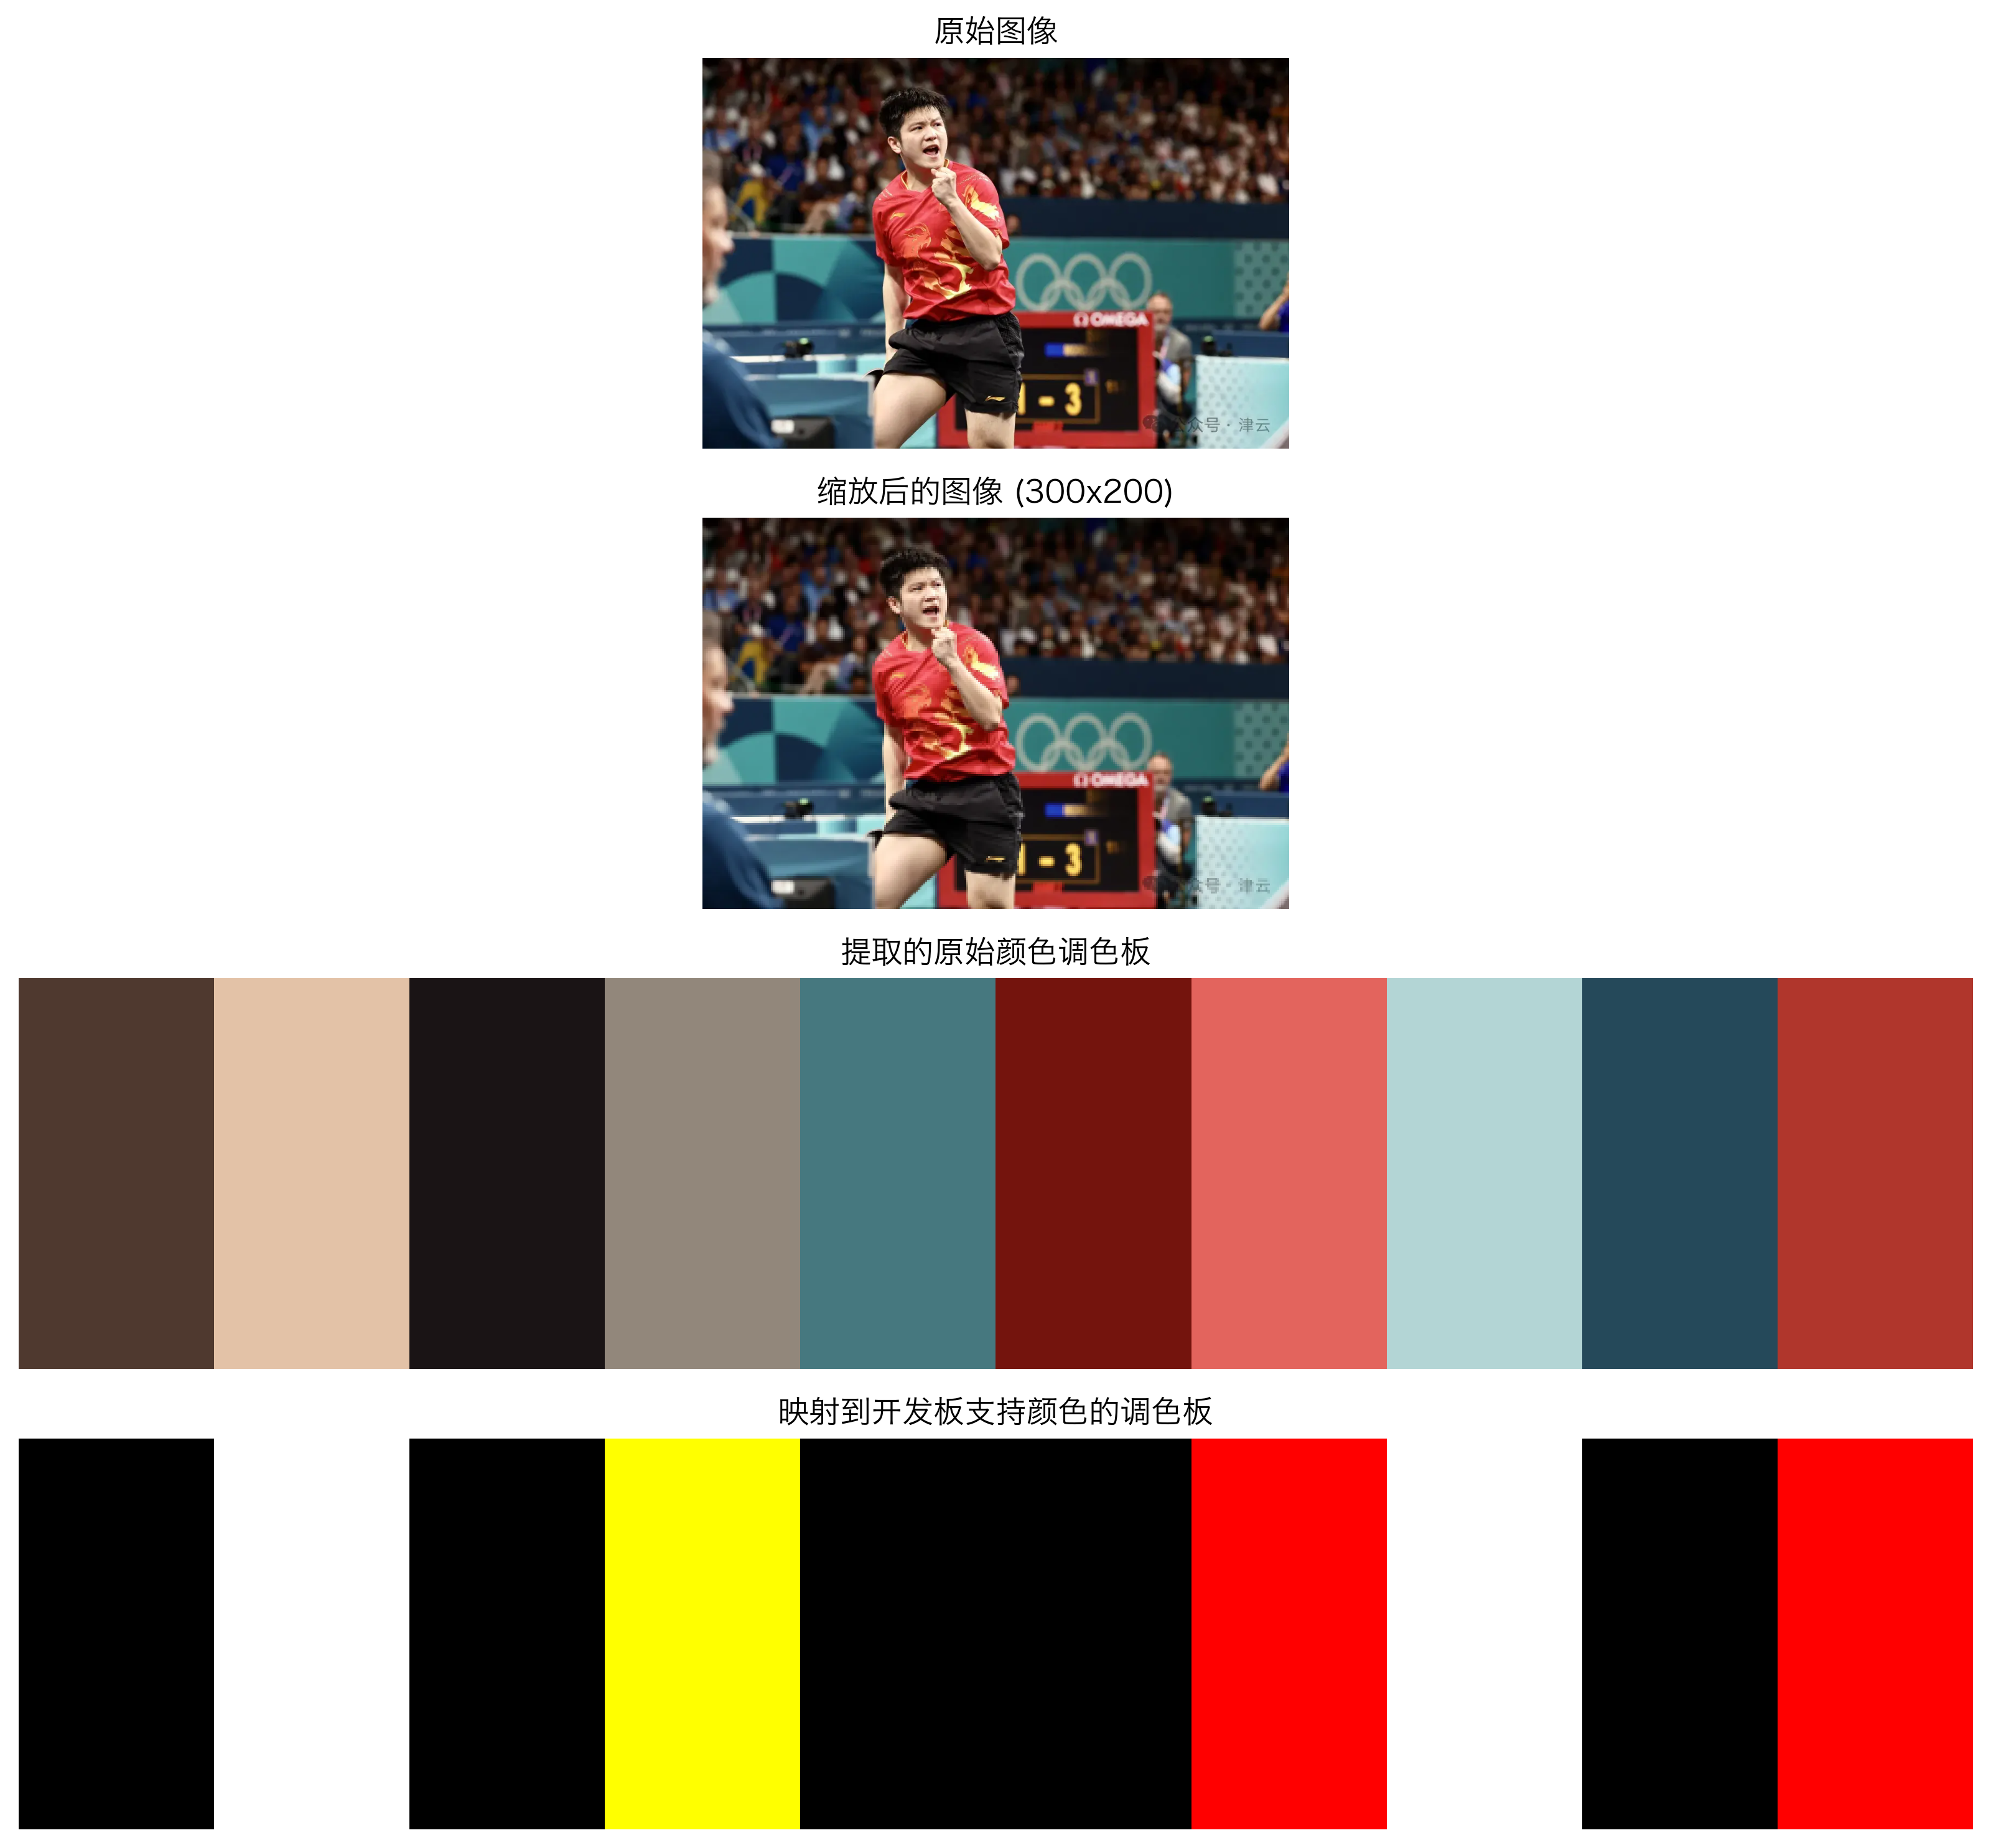 原始图像
OMEGA
- 3
公众号 · 津云
缩放后的图像 (300x200)
OMEGA
- 3
众号 · 津云
提取的原始颜色调色板
映射到开发板支持颜色的调色板